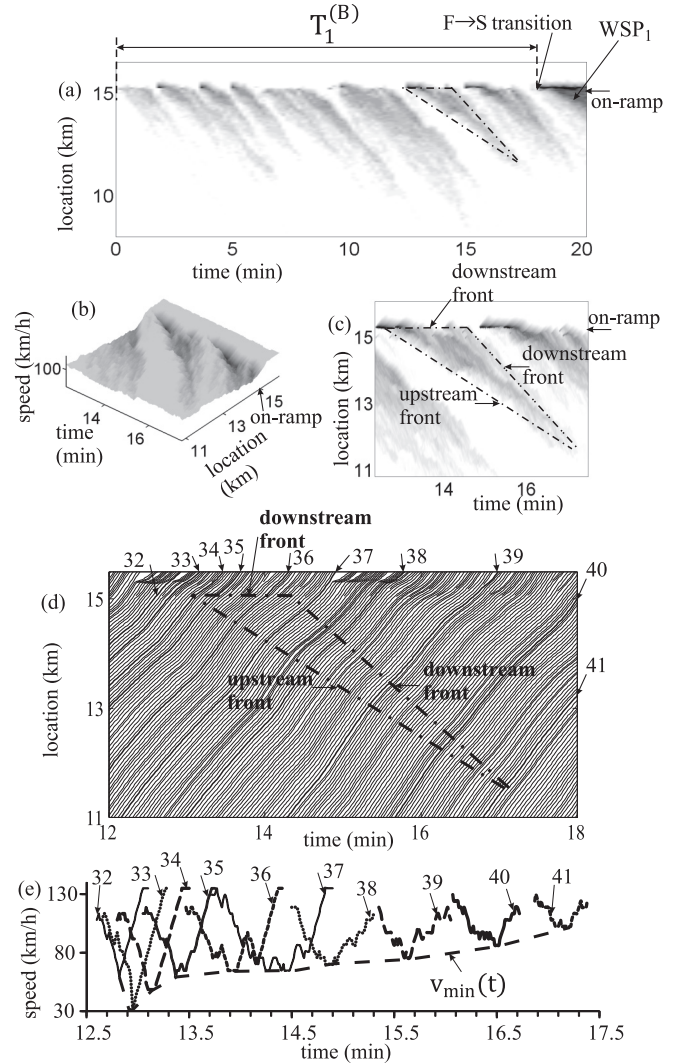 T₁⁽ᴮ⁾
F→S transition
WSP₁
(a)
on-ramp
location (km)
15
10
0 5 10 15 20
time (min)
downstream
front
(b)
speed (km/h)
100
14
16
time
(min)
11
13
15
location
(km)
on-ramp
(c)
on-ramp
downstream
front
upstream
front
location (km)
15
13
11
14 16
time (min)
downstream
front
32 33 34 35 36 37 38 39
40
41
(d)
upstream
front
downstream
front
location (km)
15
13
11
12 14 16 18
time (min)
(e)
32 33 34 35 36 37 38 39 40 41
speed (km/h)
130
80
30
vₘᵢₙ(t)
12.5 13.5 14.5 15.5 16.5 17.5
time (min)